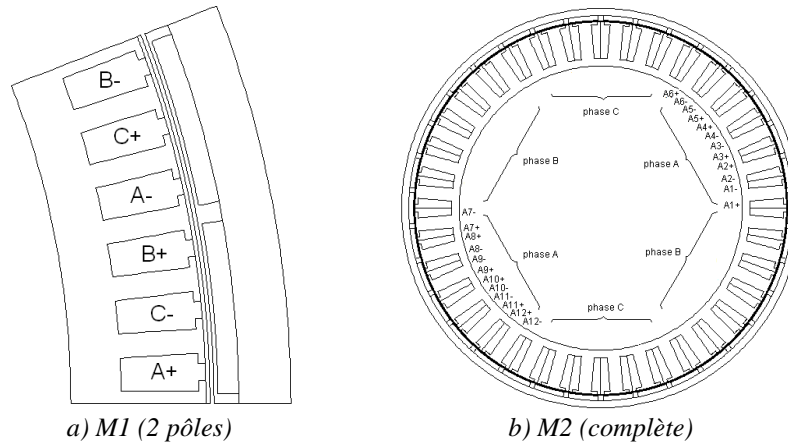 B-
C+
A-
B+
C-
A+
a) M1 (2 pôles)
A6+
A6-
A5-
A5+
A4+
A4-
A3-
A3+
A2+
A2-
A1-
A1+
phase C
phase B
phase A
A7-
A7+
A8+
A8-
A9-
A9+
A10+
A10-
A11-
A11+
A12+
A12-
phase A
phase B
phase C
b) M2 (complète)